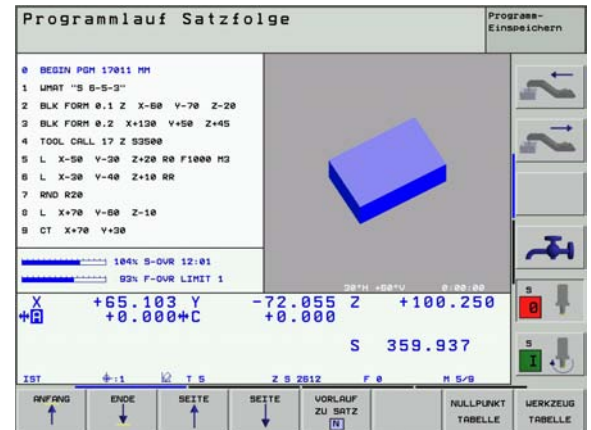 Programmlauf Satzfolge
Programm-
Einspeichern
0 BEGIN PGM 17011 MM
1 WMAT "S 6-5-3"
2 BLK FORM 0.1 Z X-60 Y-70 Z-20
3 BLK FORM 0.2 X+130 Y+50 Z+45
4 TOOL CALL 17 Z S3500
5 L X-50 Y-30 Z+20 R0 F1000 M3
6 L X-30 Y-40 Z+10 RR
7 RND R20
8 L X+70 Y-60 Z-10
9 CT X+70 Y+30
104% S-OVR 12:01
93% F-OVR LIMIT 1
0:00:00
X +65.103 Y -72.055 Z +100.250
+0.000 C +0.000
S 359.937
IST :1 T 5 Z S 2612 F 0 M 5/9
S
0
S
I
ANFANG
ENDE
SEITE
SEITE
VORLAUF
ZU SATZ
N
NULLPUNKT
TABELLE
WERKZEUG
TABELLE